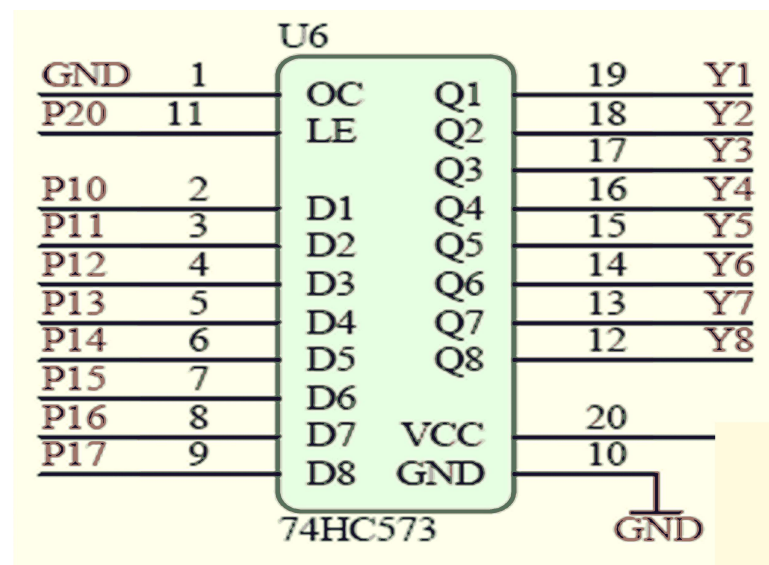 U6
GND 1 OC Q1 19 Y1
P20 11 LE Q2 18 Y2
Q3 17 Y3
P10 2 D1 Q4 16 Y4
P11 3 D2 Q5 15 Y5
P12 4 D3 Q6 14 Y6
P13 5 D4 Q7 13 Y7
P14 6 D5 Q8 12 Y8
P15 7 D6
P16 8 D7 VCC 20
P17 9 D8 GND 10
74HC573 GND